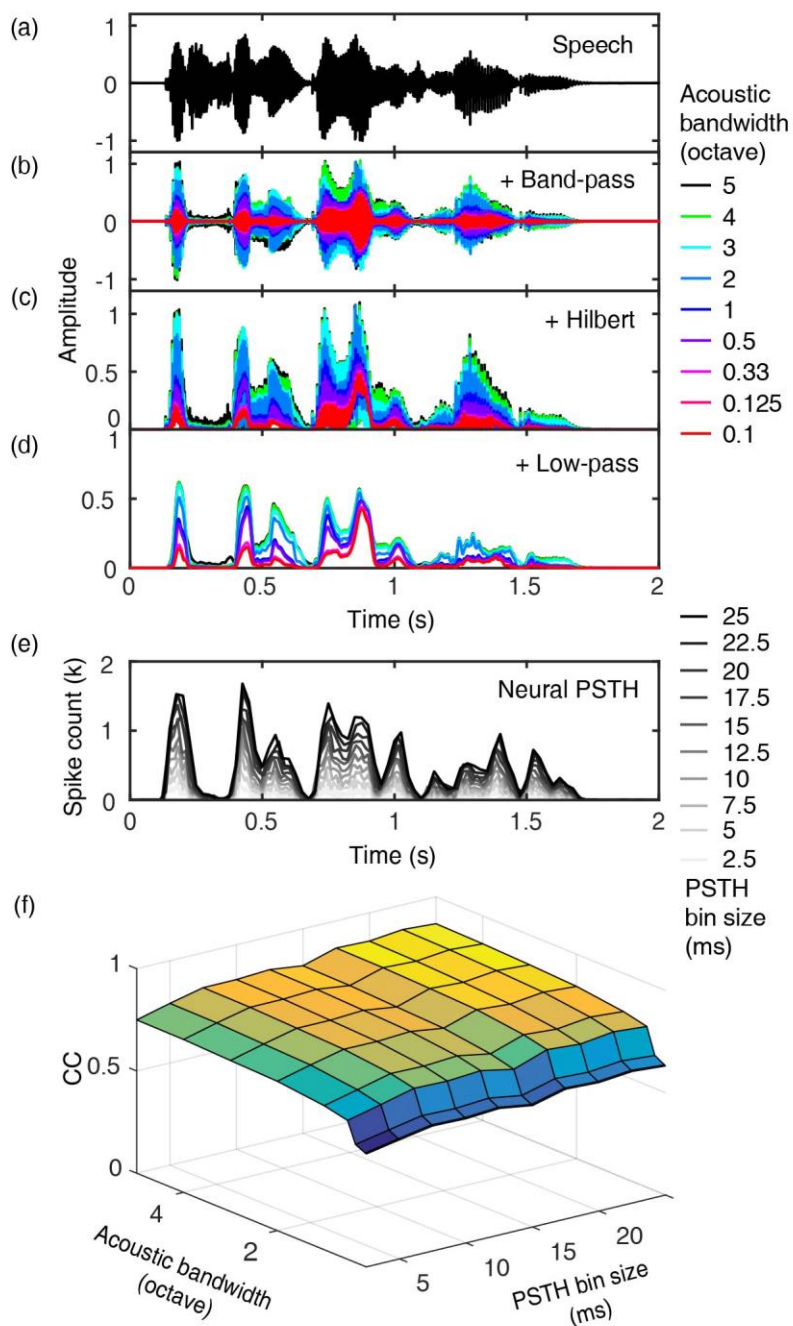 (a)
1
0
-1
Speech
Acoustic
bandwidth
(octave)
5
4
3
2
1
0.5
0.33
0.125
0.1
(b)
1
0
-1
+ Band-pass
Amplitude
(c)
1
0.5
0
+ Hilbert
(d)
1
0.5
0
+ Low-pass
0 0.5 1 1.5 2
Time (s)
(e)
Spike count (k)
2
1
0
Neural PSTH
0 0.5 1 1.5 2
Time (s)
25
22.5
20
17.5
15
12.5
10
7.5
5
2.5
PSTH
bin size
(ms)
(f)
CC
1
0.5
0
4
2
Acoustic bandwidth
(octave)
5
10
15
20
PSTH bin size
(ms)